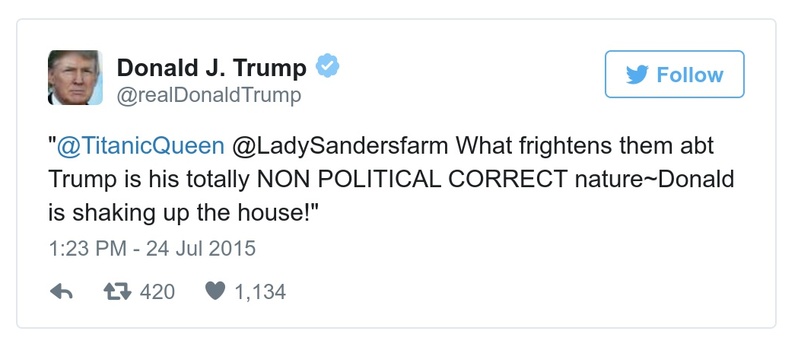 Donald J. Trump
@realDonaldTrump
Follow
"@TitanicQueen @LadySandersfarm What frightens them abt
Trump is his totally NON POLITICAL CORRECT nature~Donald
is shaking up the house!"
1:23 PM - 24 Jul 2015
420 1,134